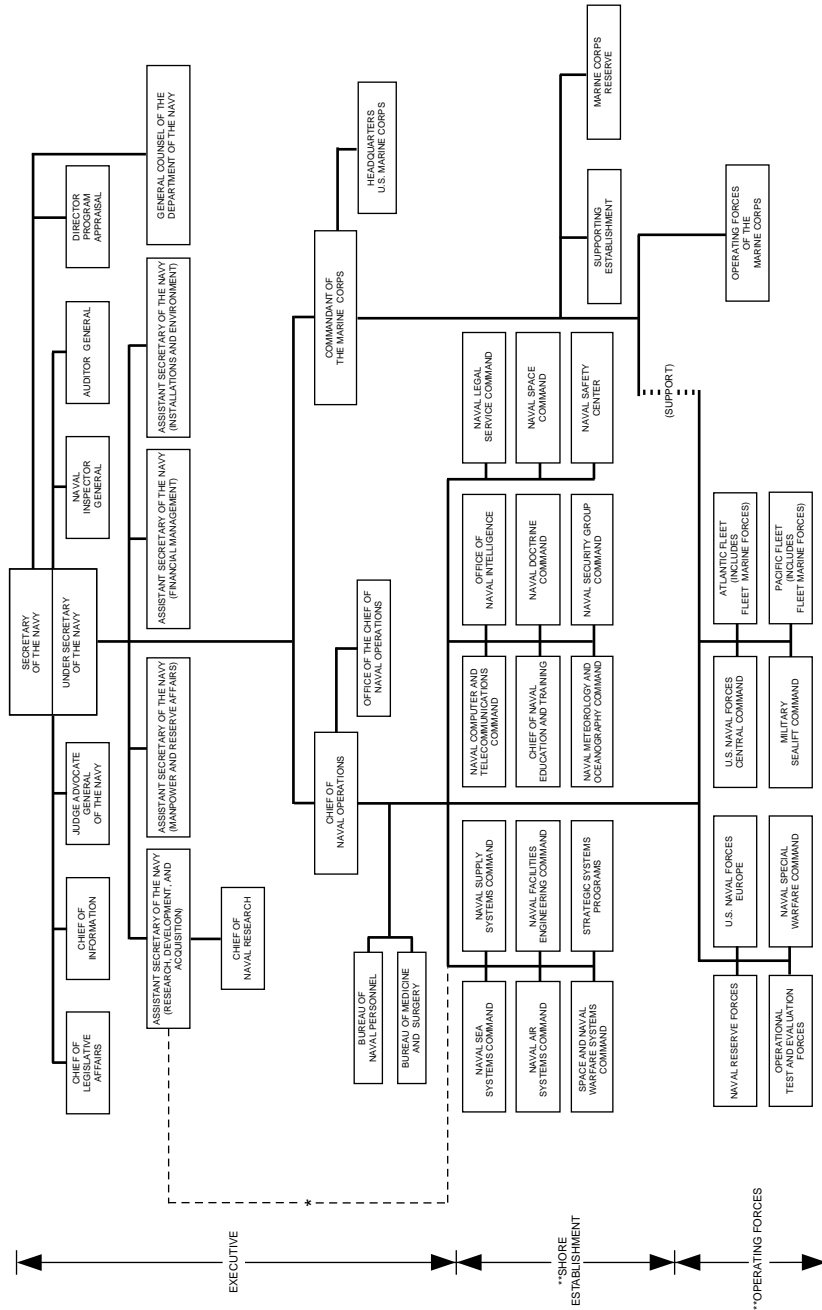 SECRETARY
OF THE NAVY
UNDER SECRETARY
OF THE NAVY
CHIEF OF
LEGISLATIVE
AFFAIRS
CHIEF OF
INFORMATION
JUDGE ADVOCATE
GENERAL
OF THE NAVY
NAVAL
INSPECTOR
GENERAL
AUDITOR GENERAL
DIRECTOR
PROGRAM
APPRAISAL
ASSISTANT SECRETARY OF THE NAVY
(RESEARCH, DEVELOPMENT, AND
ACQUISITION)
ASSISTANT SECRETARY OF THE NAVY
(MANPOWER AND RESERVE AFFAIRS)
ASSISTANT SECRETARY OF THE NAVY
(FINANCIAL MANAGEMENT)
ASSISTANT SECRETARY OF THE NAVY
(INSTALLATIONS AND ENVIRONMENT)
GENERAL COUNSEL OF THE
DEPARTMENT OF THE NAVY
CHIEF OF
NAVAL RESEARCH
EXECUTIVE
*
CHIEF OF
NAVAL OPERATIONS
OFFICE OF THE CHIEF OF
NAVAL OPERATIONS
COMMANDANT OF
THE MARINE CORPS
HEADQUARTERS
U.S. MARINE CORPS
BUREAU OF
NAVAL PERSONNEL
BUREAU OF MEDICINE
AND SURGERY
**SHORE
ESTABLISHMENT
NAVAL SEA
SYSTEMS COMMAND
NAVAL SUPPLY
SYSTEMS COMMAND
NAVAL COMPUTER AND
TELECOMMUNICATIONS
COMMAND
OFFICE OF
NAVAL INTELLIGENCE
NAVAL LEGAL
SERVICE COMMAND
NAVAL AIR
SYSTEMS COMMAND
NAVAL FACILITIES
ENGINEERING COMMAND
CHIEF OF NAVAL
EDUCATION AND TRAINING
NAVAL DOCTRINE
COMMAND
NAVAL SPACE
COMMAND
SPACE AND NAVAL
WARFARE SYSTEMS
COMMAND
STRATEGIC SYSTEMS
PROGRAMS
NAVAL METEOROLOGY AND
OCEANOGRAPHY COMMAND
NAVAL SECURITY GROUP
COMMAND
NAVAL SAFETY
CENTER
SUPPORTING
ESTABLISHMENT
MARINE CORPS
RESERVE
(SUPPORT)
**OPERATING FORCES
NAVAL RESERVE FORCES
U.S. NAVAL FORCES
EUROPE
U.S. NAVAL FORCES
CENTRAL COMMAND
ATLANTIC FLEET
(INCLUDES
FLEET MARINE FORCES)
OPERATING FORCES
OF THE
MARINE CORPS
OPERATIONAL
TEST AND EVALUATION
FORCES
NAVAL SPECIAL
WARFARE COMMAND
MILITARY
SEALIFT COMMAND
PACIFIC FLEET
(INCLUDES
FLEET MARINE FORCES)